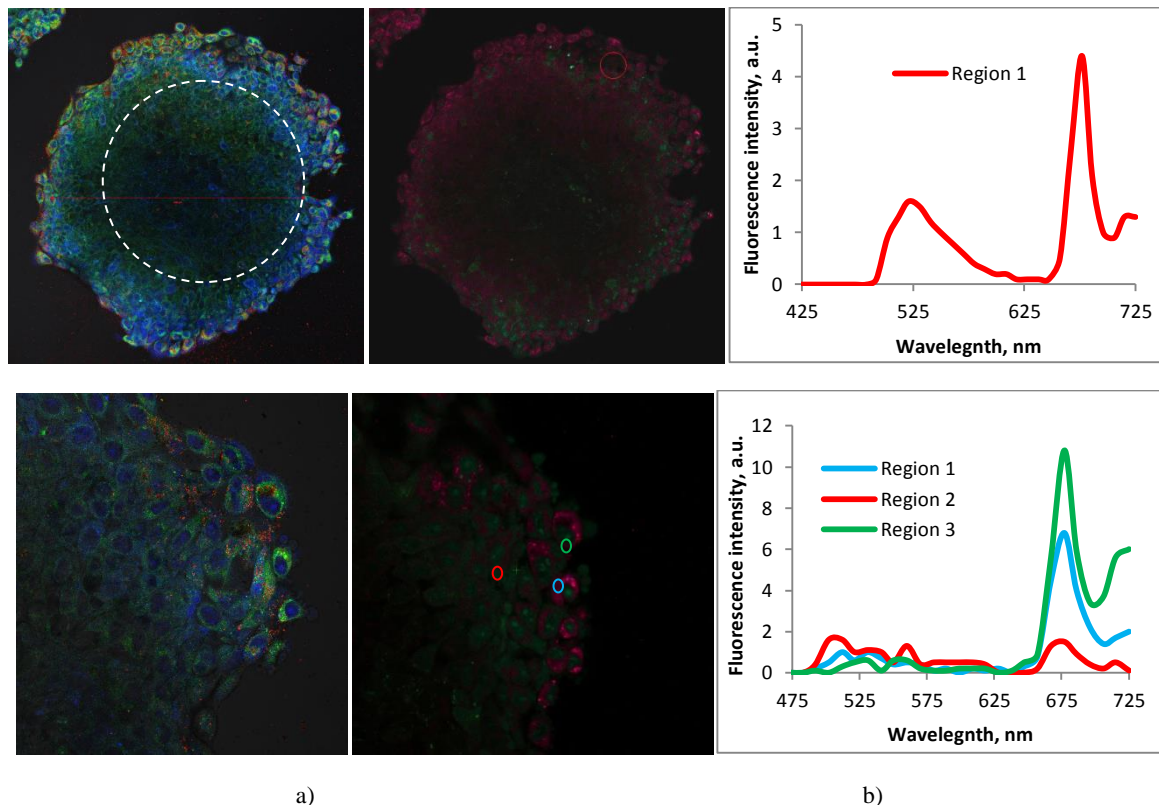 5
4
3
2
1
0
Fluorescence intensity, a.u.
Region 1
425 525 625 725
Wavelegnth, nm
12
10
8
6
4
2
0
Fluorescence intensity, a.u.
Region 1
Region 2
Region 3
475 525 575 625 675 725
Wavelegnth, nm
a) b)